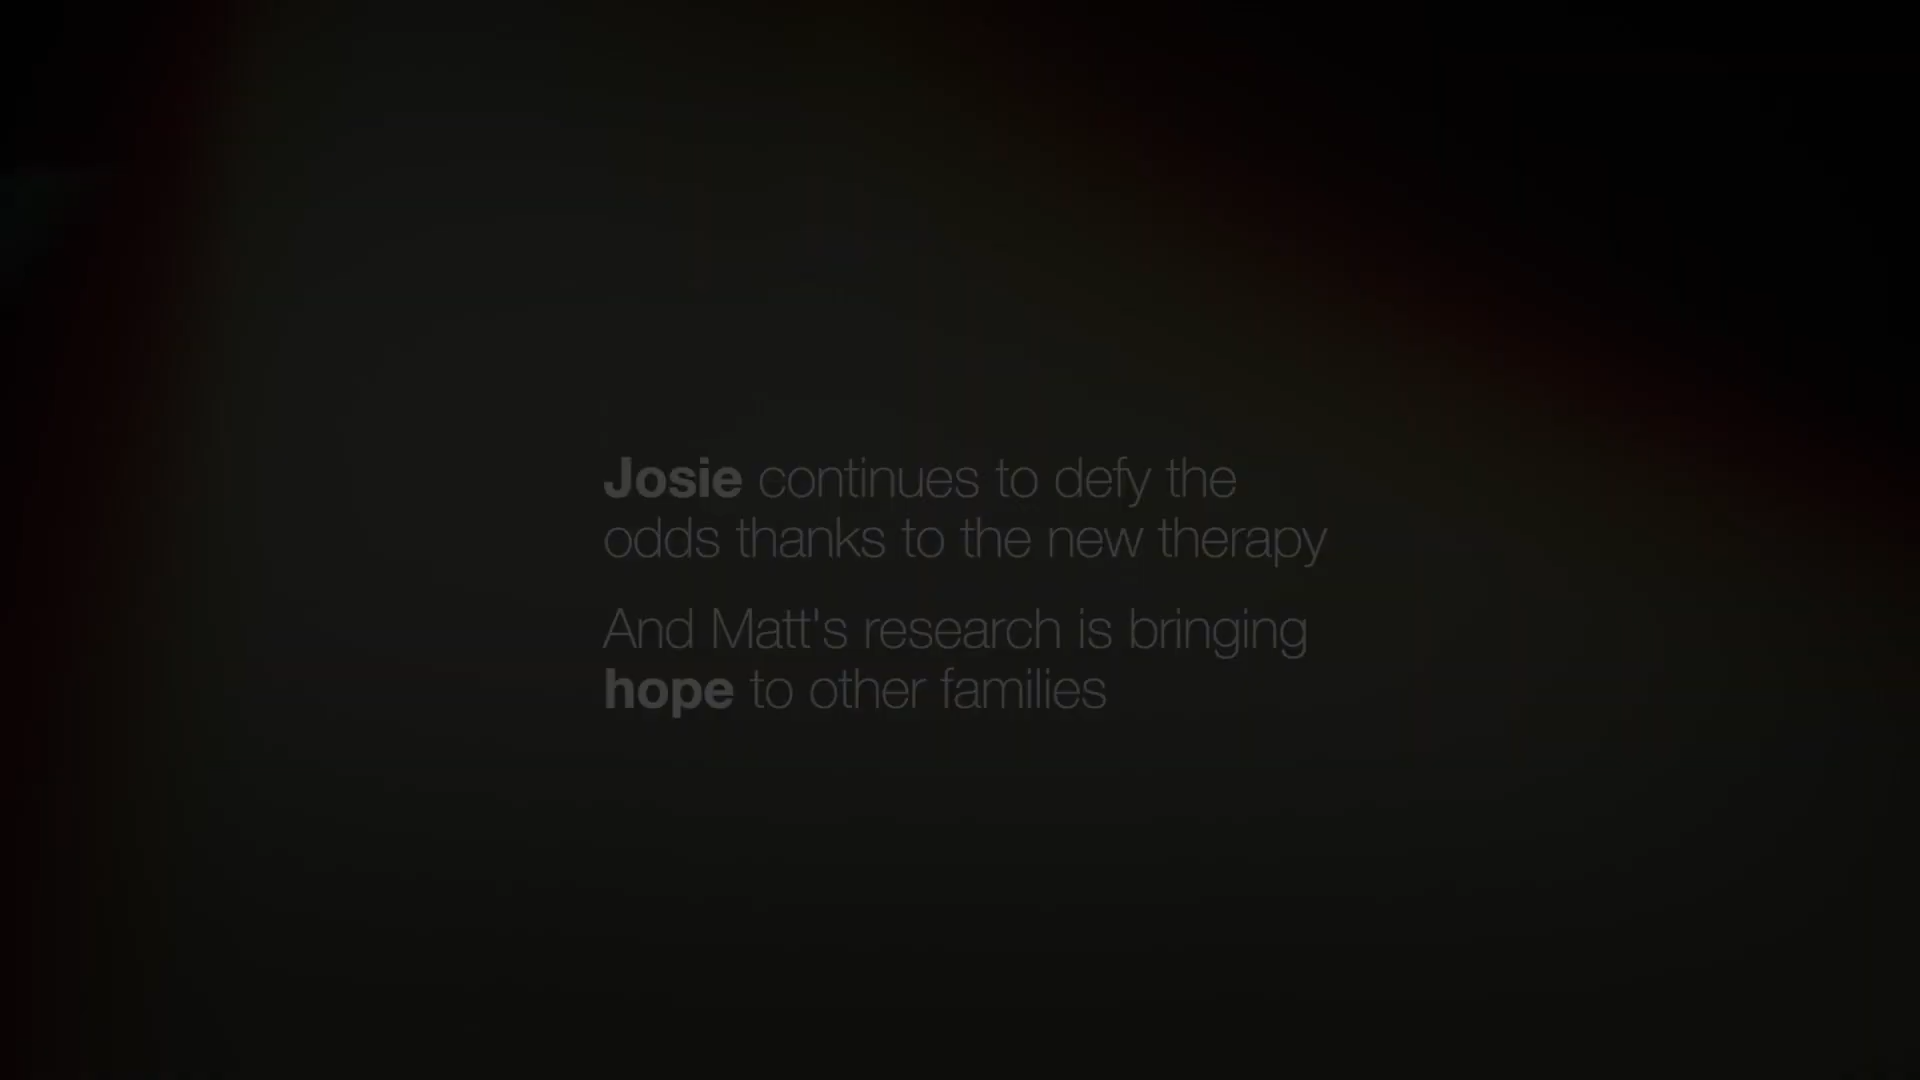 Josie continues to defy the
odds thanks to the new therapy
And Matt's research is bringing
hope to other families